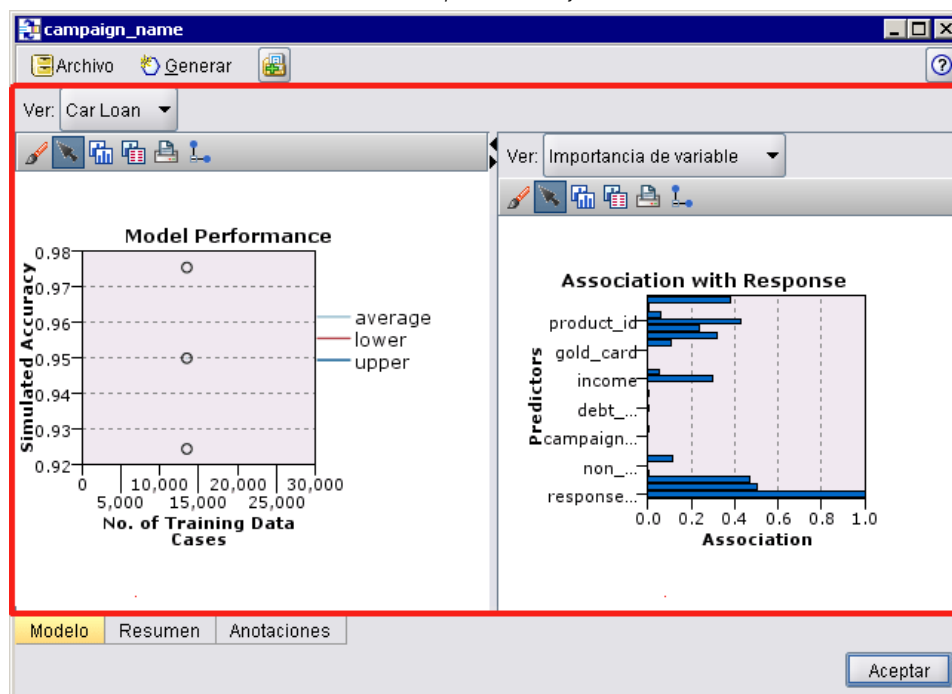 campaign_name
Archivo Generar
Ver: Car Loan
Ver: Importancia de variable
Model Performance
Simulated Accuracy
0.98
0.97
0.96
0.95
0.94
0.93
0.92
0 10,000 20,000 30,000
5,000 15,000 25,000
No. of Training Data
Cases
average
lower
upper
Association with Response
Predictors
product_id
gold_card
income
debt_...
campaign...
non_...
response...
0.0 0.2 0.4 0.6 0.8 1.0
Association
Modelo Resumen Anotaciones
Aceptar